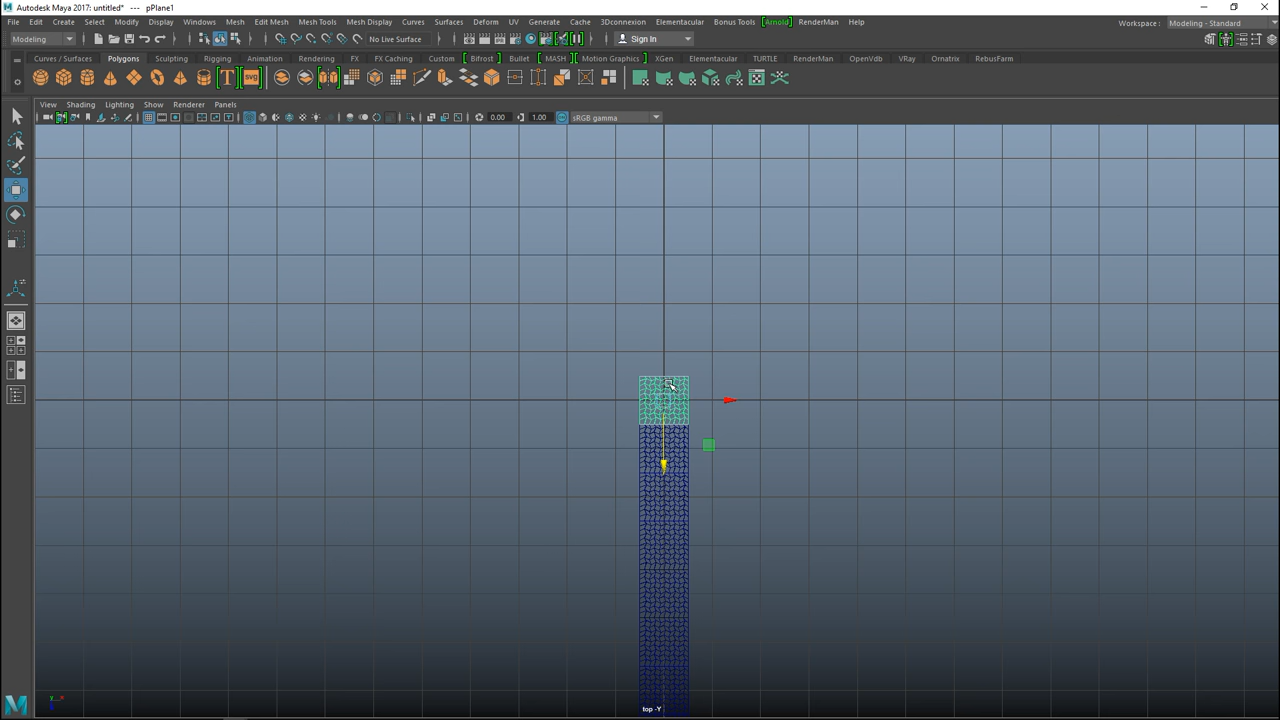 Autodesk Maya 2017: untitled* --- pPlane1
File Edit Create Select Modify Display Windows Mesh Edit Mesh Mesh Tools Mesh Display Curves Surfaces Deform UV Generate Cache 3Dconnexion Elementacular Bonus Tools Arnold RenderMan Help
Workspace : Modeling - Standard
Modeling No Live Surface Sign In
Curves / Surfaces Polygons Sculpting Rigging Animation Rendering FX FX Caching Custom Bifrost Bullet MASH Motion Graphics XGen Elementacular TURTLE RenderMan OpenVdb VRay Ornatrix RebusFarm
T svg
View Shading Lighting Show Renderer Panels
0.00 1.00 sRGB gamma
y x
top -Y